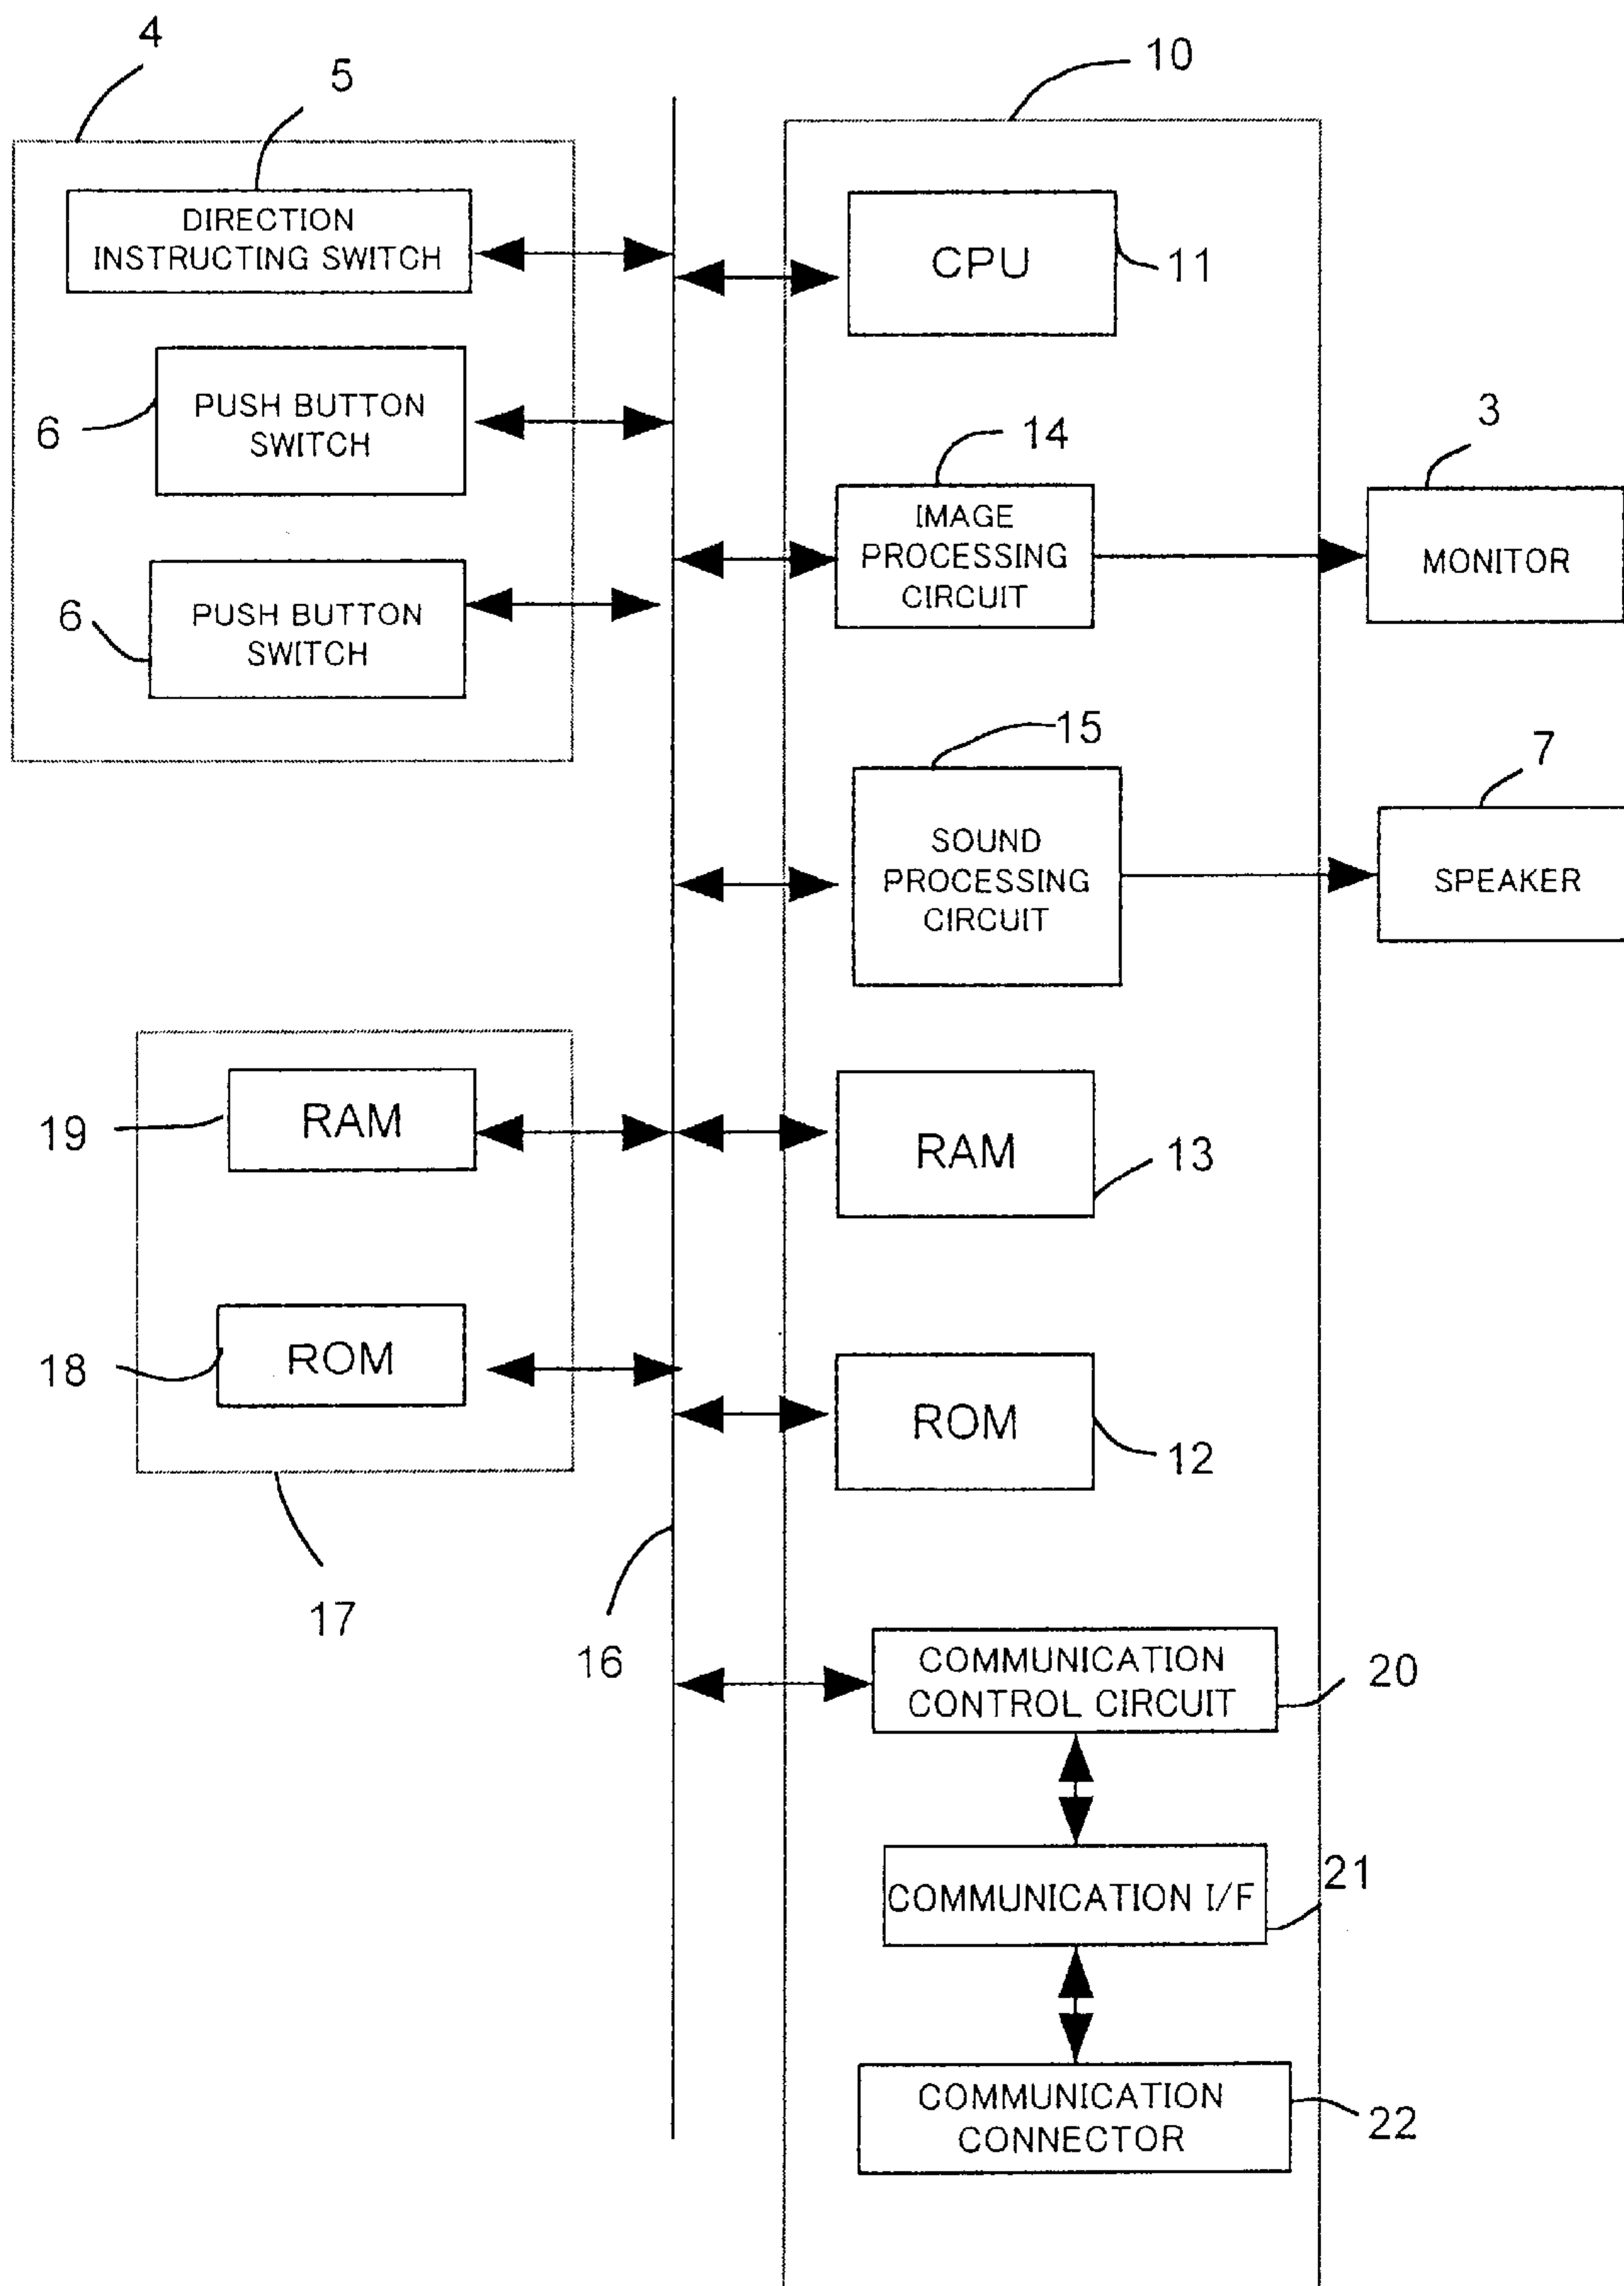 4
5
10
DIRECTION
INSTRUCTING SWITCH
CPU
11
6
PUSH BUTTON
SWITCH
14
3
IMAGE
PROCESSING
CIRCUIT
MONITOR
6
PUSH BUTTON
SWITCH
15
7
SOUND
PROCESSING
CIRCUIT
SPEAKER
19
RAM
RAM
13
18
ROM
ROM
12
17
16
COMMUNICATION
CONTROL CIRCUIT
20
COMMUNICATION I/F
21
COMMUNICATION
CONNECTOR
22